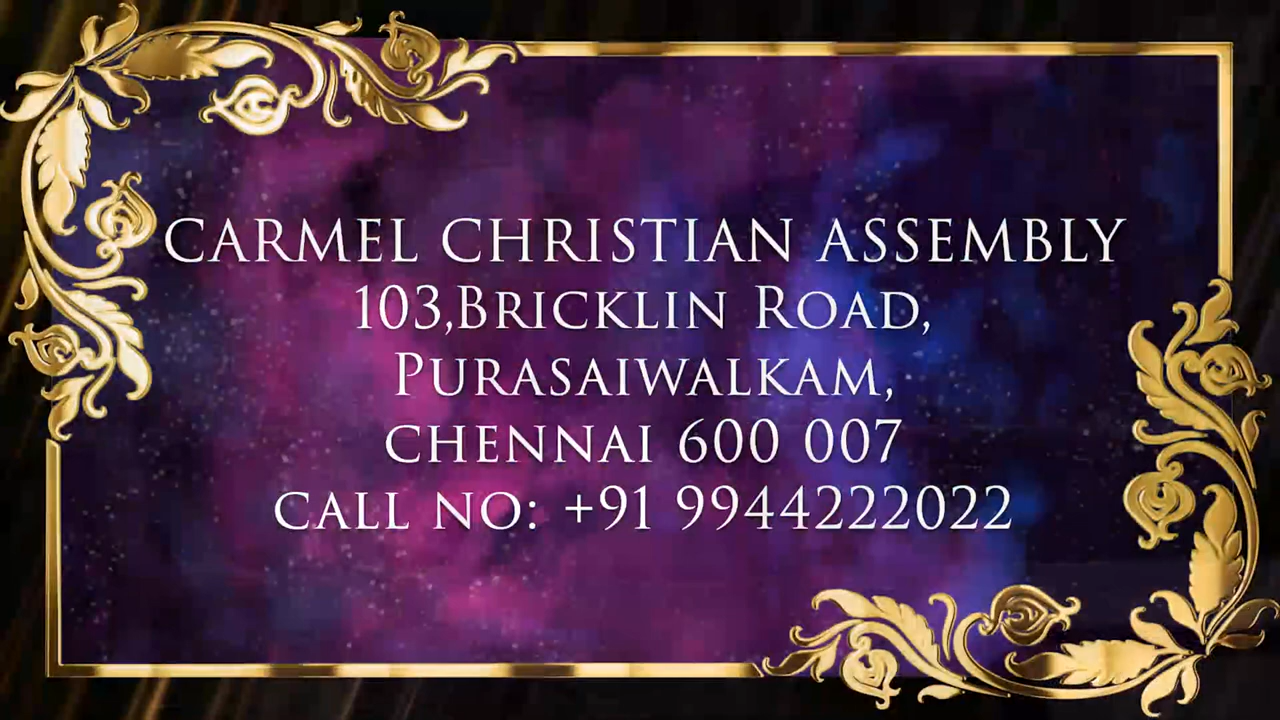 CARMEL CHRISTIAN ASSEMBLY
103,BRICKLIN ROAD,
PURASAIWALKAM,
CHENNAI 600 007
CALL NO: +91 9944222022